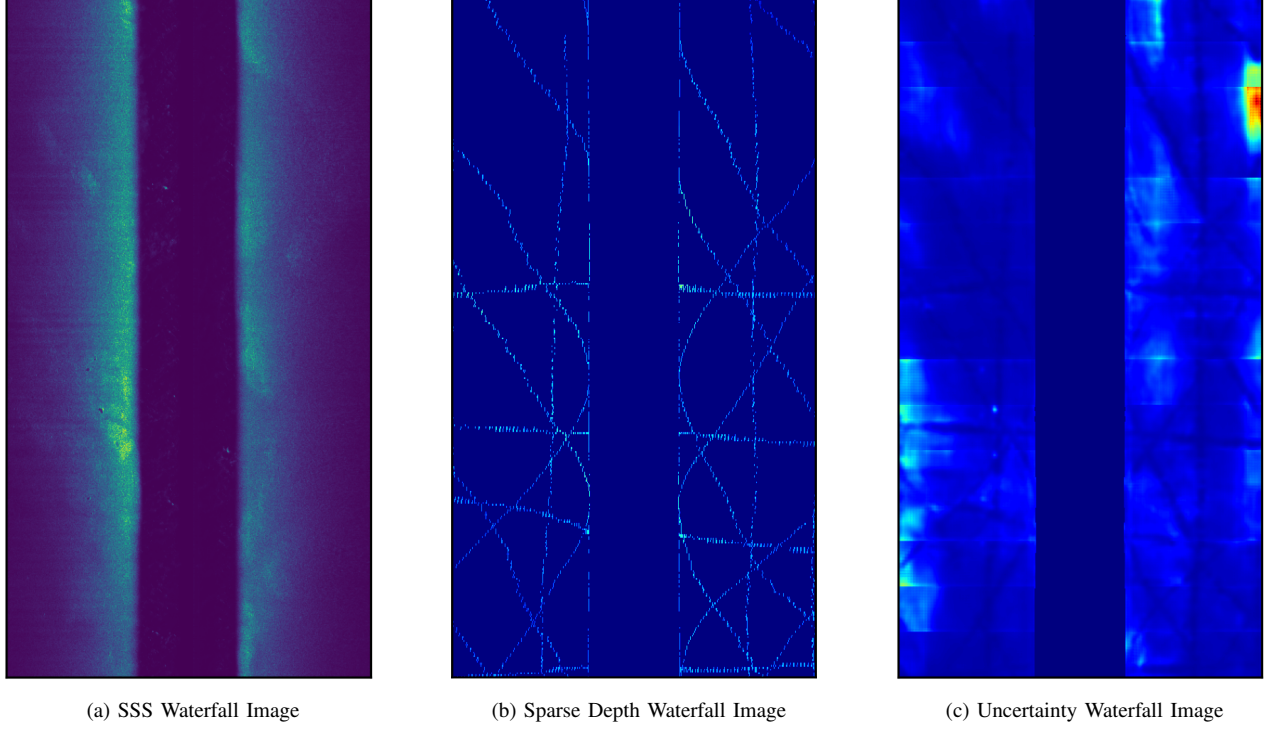 (a) SSS Waterfall Image
(b) Sparse Depth Waterfall Image
(c) Uncertainty Waterfall Image